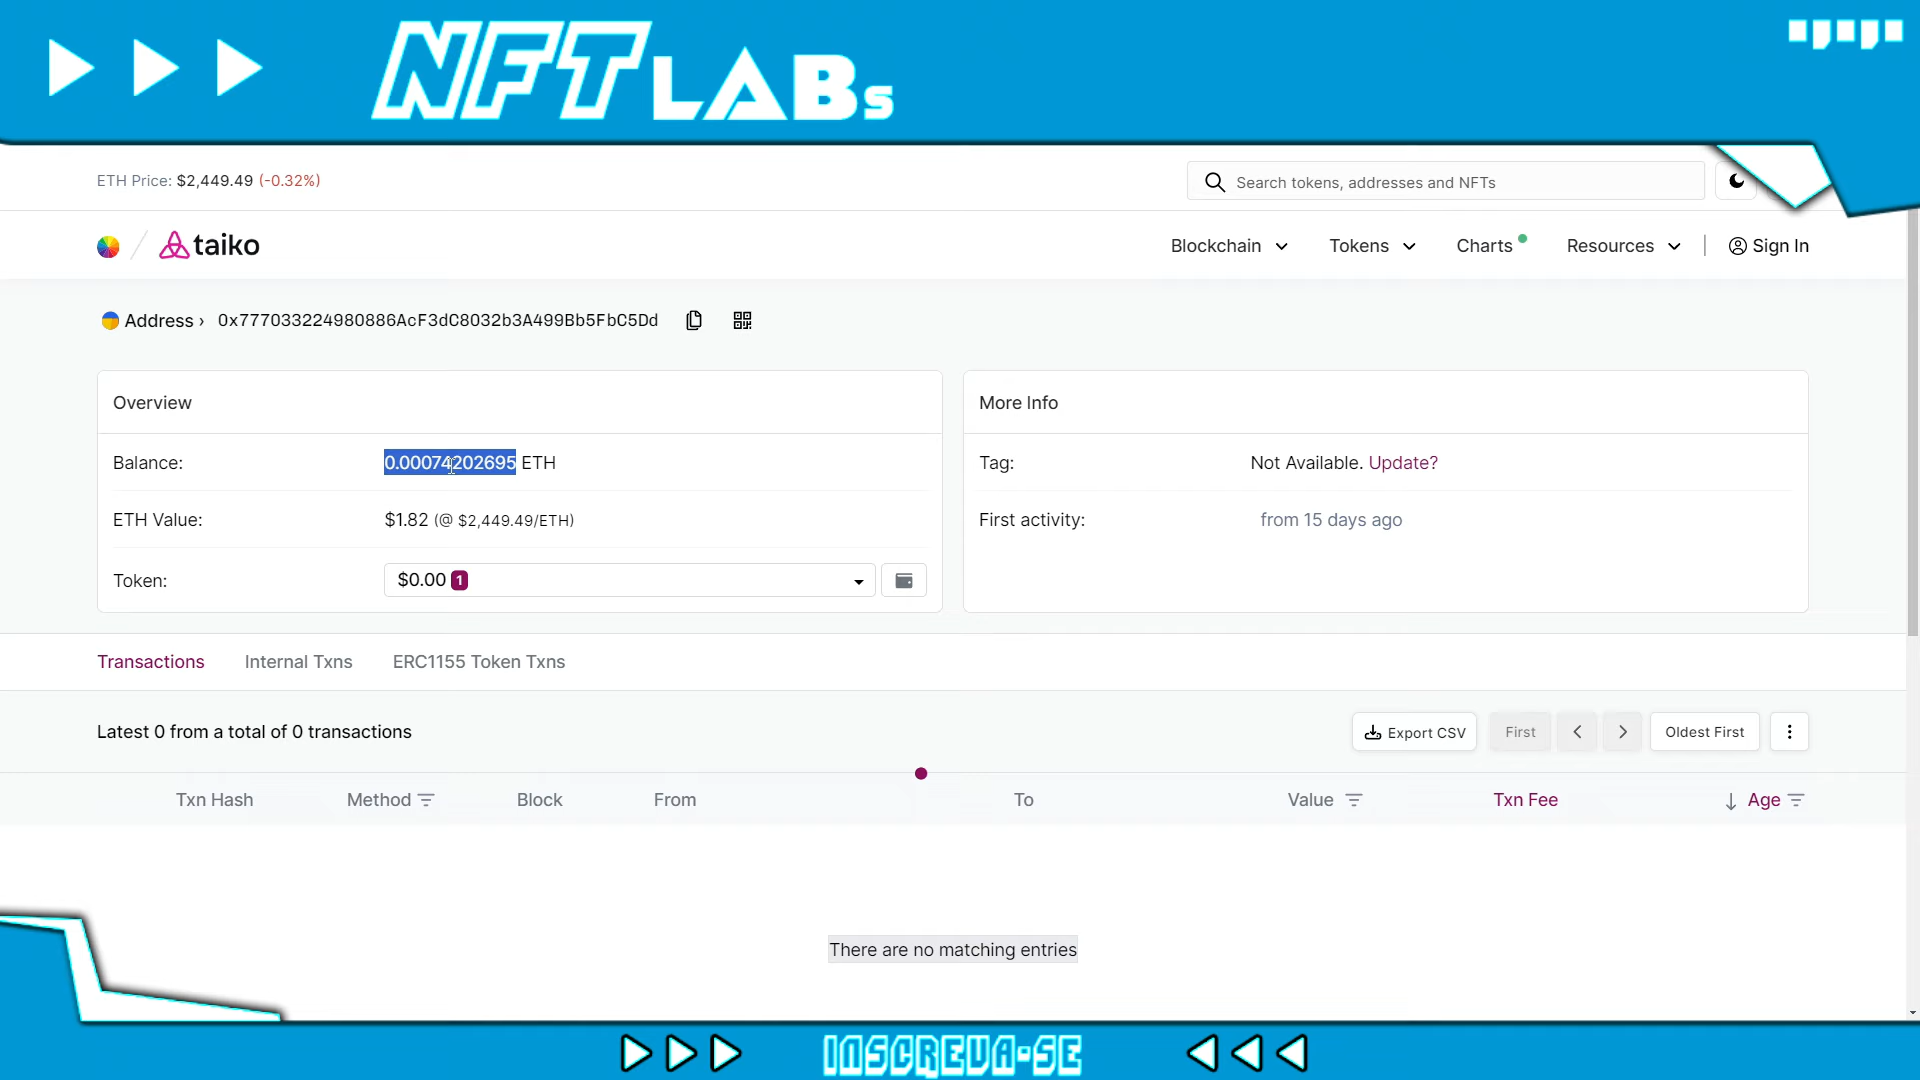 NFT LABs
ETH Price: $2,449.49 (-0.32%)
Search tokens, addresses and NFTs
taiko
Blockchain
Tokens
Charts
Resources
Sign In
Address › 0x777033224980886AcF3dC8032b3A499Bb5FbC5Dd
Overview
Balance: 0.00074202695 ETH
ETH Value: $1.82 (@ $2,449.49/ETH)
Token: $0.00 1
More Info
Tag: Not Available. Update?
First activity: from 15 days ago
Transactions
Internal Txns
ERC1155 Token Txns
Latest 0 from a total of 0 transactions
Export CSV
First
Oldest First
Txn Hash
Method
Block
From
To
Value
Txn Fee
Age
There are no matching entries
INSCREVA-SE